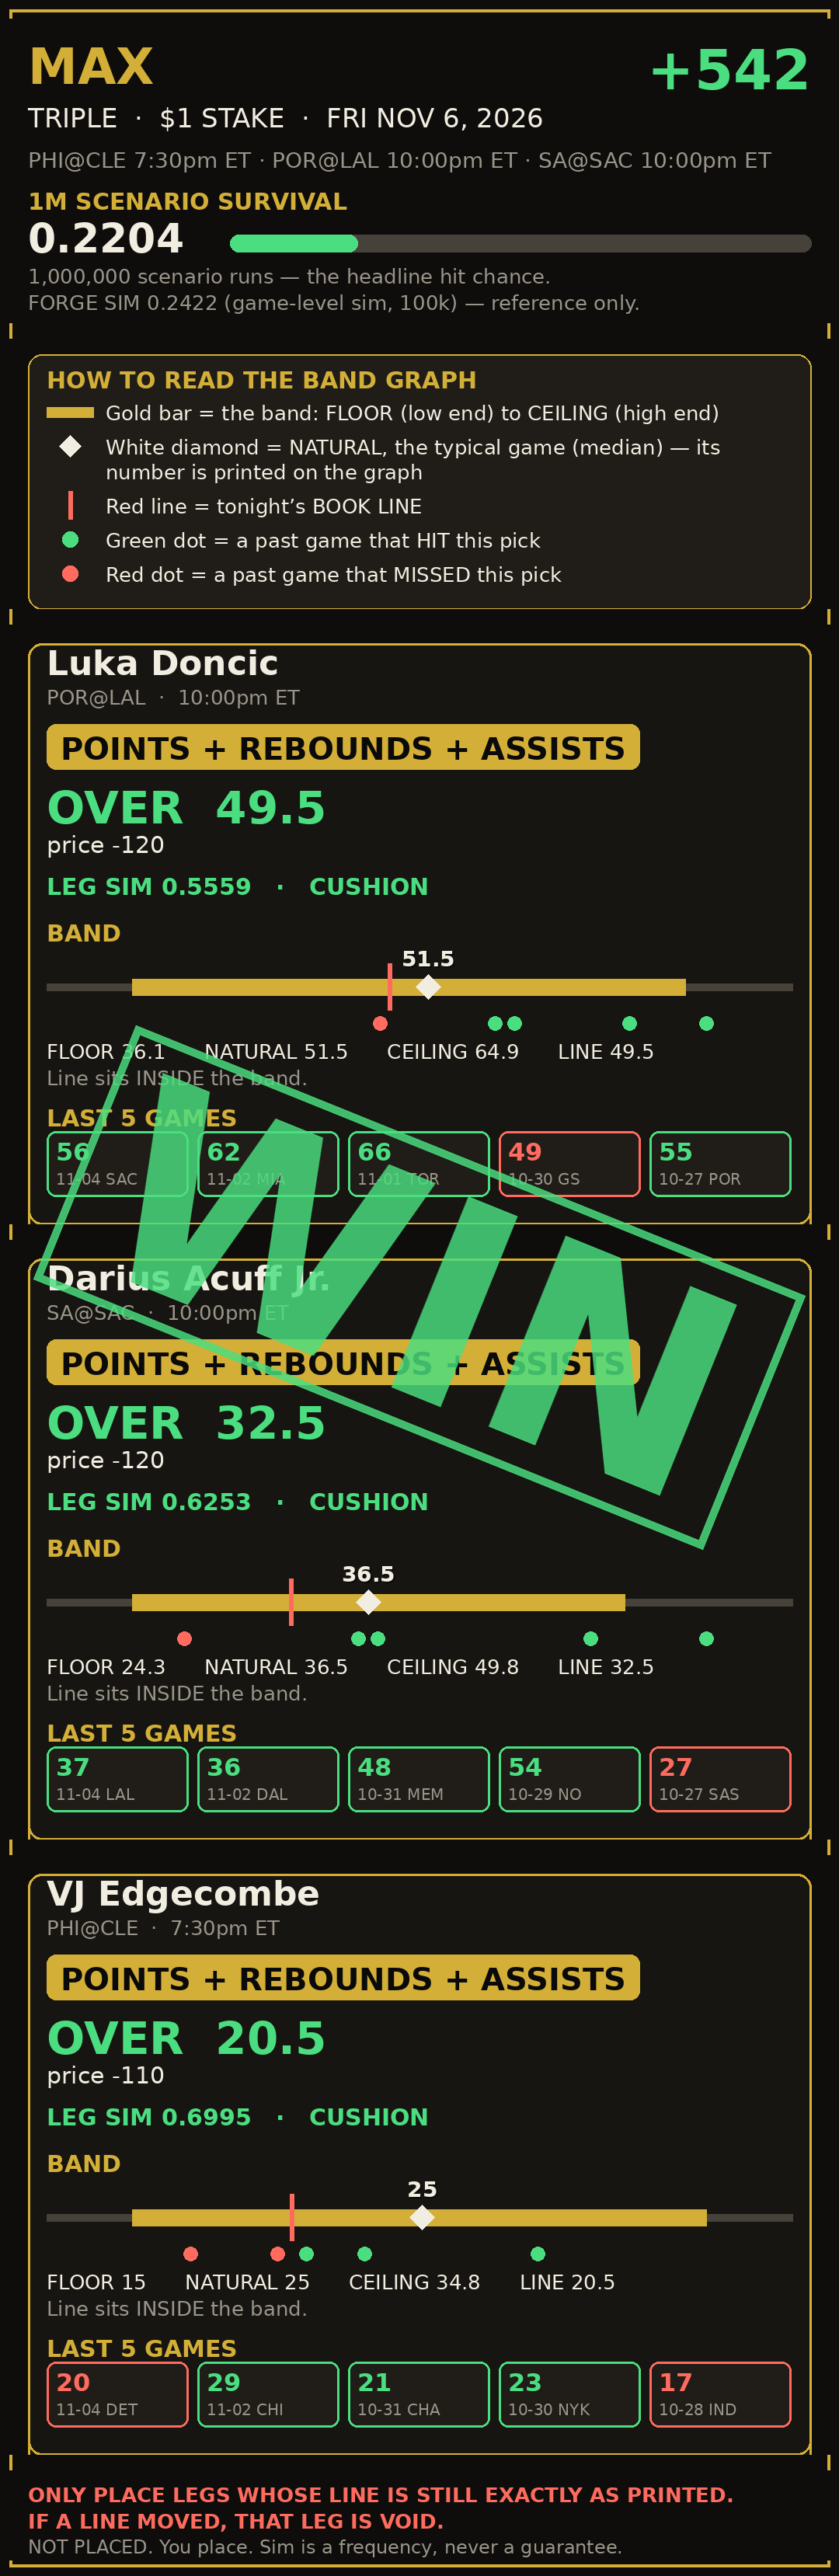 MAX
+542
TRIPLE · $1 STAKE · FRI NOV 6, 2026
PHI@CLE 7:30pm ET · POR@LAL 10:00pm ET · SA@SAC 10:00pm ET
1M SCENARIO SURVIVAL
0.2204
1,000,000 scenario runs — the headline hit chance.
FORGE SIM 0.2422 (game-level sim, 100k) — reference only.
HOW TO READ THE BAND GRAPH
Gold bar = the band: FLOOR (low end) to CEILING (high end)
White diamond = NATURAL, the typical game (median) — its
number is printed on the graph
Red line = tonight’s BOOK LINE
Green dot = a past game that HIT this pick
Red dot = a past game that MISSED this pick
Luka Doncic
POR@LAL · 10:00pm ET
POINTS + REBOUNDS + ASSISTS
OVER 49.5
price -120
LEG SIM 0.5559 · CUSHION
BAND
51.5
FLOOR 36.1 NATURAL 51.5 CEILING 64.9 LINE 49.5
Line sits INSIDE the band.
LAST 5 GAMES
56 62 66 49 55
11-04 SAC 11-02 MIA 11-01 TOR 10-30 GS 10-27 POR
WIN
Darius Acuff Jr.
SA@SAC · 10:00pm ET
POINTS + REBOUNDS + ASSISTS
OVER 32.5
price -120
LEG SIM 0.6253 · CUSHION
BAND
36.5
FLOOR 24.3 NATURAL 36.5 CEILING 49.8 LINE 32.5
Line sits INSIDE the band.
LAST 5 GAMES
37 36 48 54 27
11-04 LAL 11-02 DAL 10-31 MEM 10-29 NO 10-27 SAS
VJ Edgecombe
PHI@CLE · 7:30pm ET
POINTS + REBOUNDS + ASSISTS
OVER 20.5
price -110
LEG SIM 0.6995 · CUSHION
BAND
25
FLOOR 15 NATURAL 25 CEILING 34.8 LINE 20.5
Line sits INSIDE the band.
LAST 5 GAMES
20 29 21 23 17
11-04 DET 11-02 CHI 10-31 CHA 10-30 NYK 10-28 IND
ONLY PLACE LEGS WHOSE LINE IS STILL EXACTLY AS PRINTED.
IF A LINE MOVED, THAT LEG IS VOID.
NOT PLACED. You place. Sim is a frequency, never a guarantee.